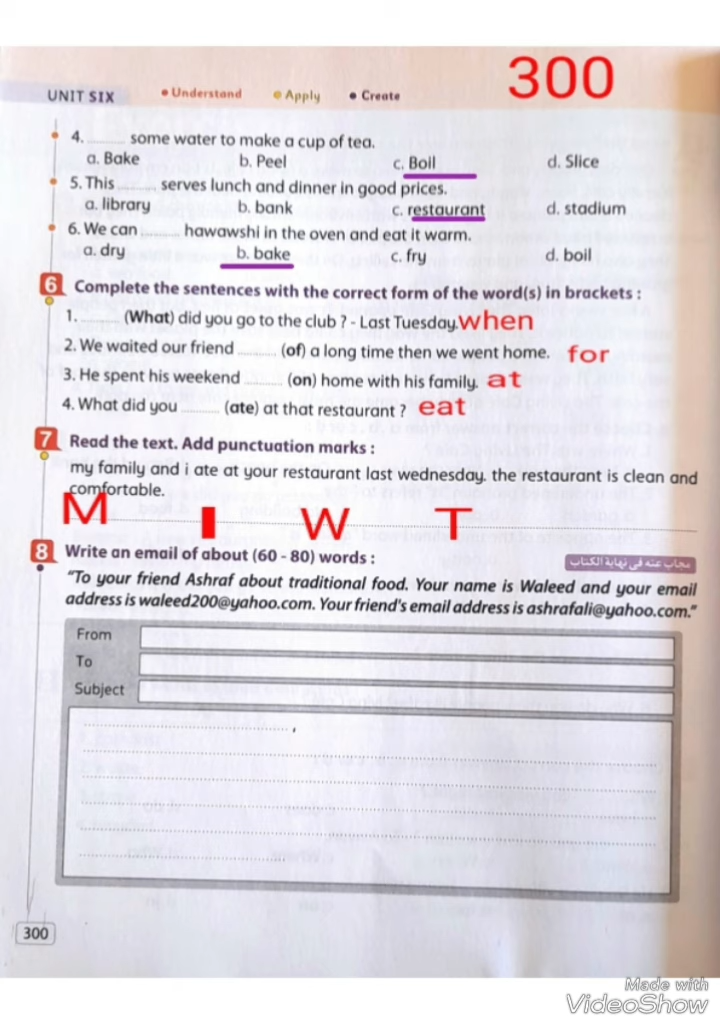 300
UNIT SIX • Understand • Apply • Create
4. ........ some water to make a cup of tea.
a. Bake b. Peel c. Boil d. Slice
5. This ........ serves lunch and dinner in good prices.
a. library b. bank c. restaurant d. stadium
6. We can ........ hawawshi in the oven and eat it warm.
a. dry b. bake c. fry d. boil
6 Complete the sentences with the correct form of the word(s) in brackets :
1. ........ (What) did you go to the club ? - Last Tuesday. when
2. We waited our friend ........ (of) a long time then we went home. for
3. He spent his weekend ........ (on) home with his family. at
4. What did you ........ (ate) at that restaurant ? eat
7 Read the text. Add punctuation marks :
my family and i ate at your restaurant last wednesday. the restaurant is clean and
comfortable.
M I W T
8 Write an email of about (60 - 80) words :
مجاب عنه فى نهاية الكتاب
"To your friend Ashraf about traditional food. Your name is Waleed and your email
address is waleed200@yahoo.com. Your friend's email address is ashrafali@yahoo.com."
From
To
Subject
,
300
Made with
VideoShow